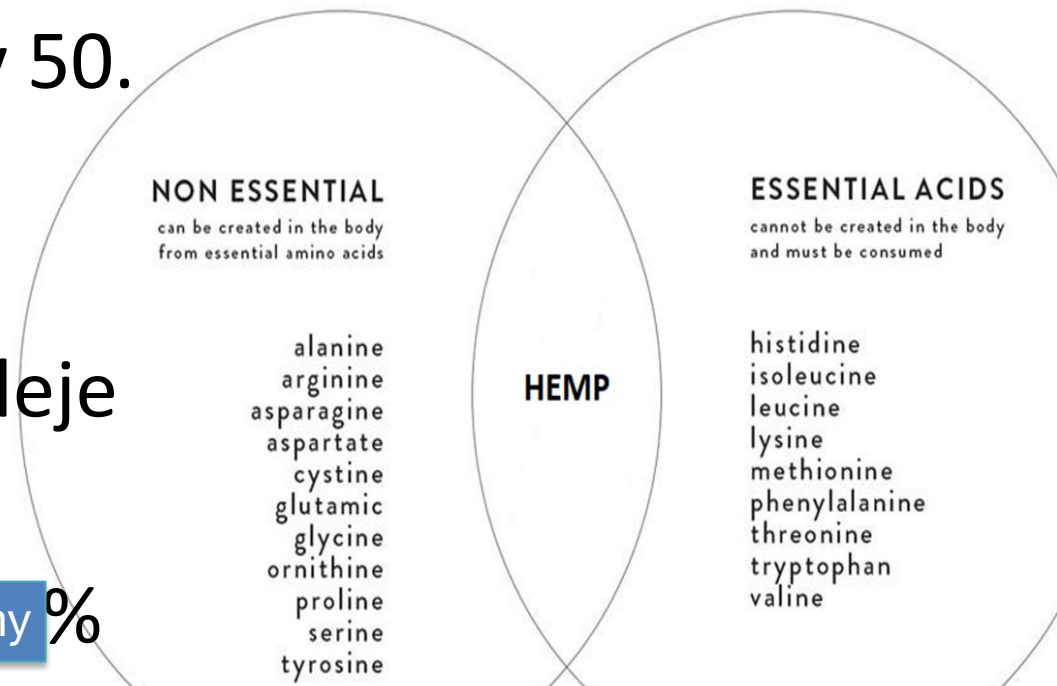 50.
NON ESSENTIAL
can be created in the body
from essential amino acids
alanine
arginine
asparagine
aspartate
cystine
glutamic
glycine
ornithine
proline
serine
tyrosine
HEMP
ESSENTIAL ACIDS
cannot be created in the body
and must be consumed
histidine
isoleucine
leucine
lysine
methionine
phenylalanine
threonine
tryptophan
valine
leje
ny %